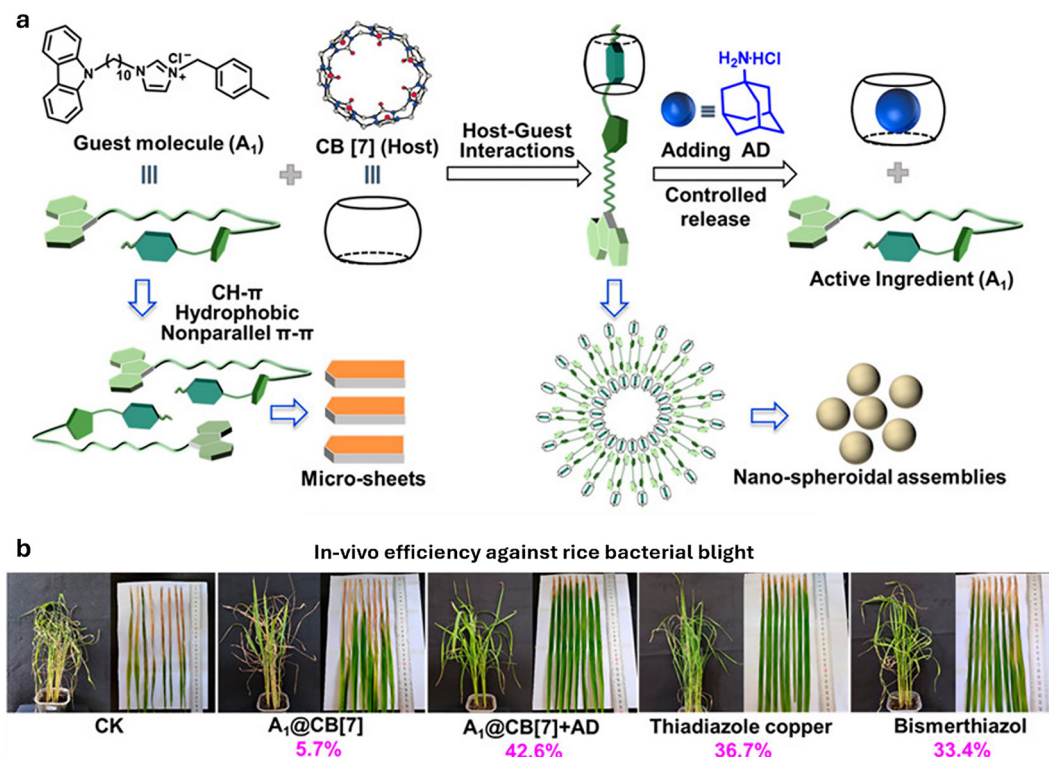 a
N
10
N
N
+
Cl−
H2N·HCl
Guest molecule (A1)
CB [7] (Host)
Host-Guest
Interactions
Adding AD
Controlled
release
Active Ingredient (A1)
CH-π
Hydrophobic
Nonparallel π-π
Micro-sheets
Nano-spheroidal assemblies
b
In-vivo efficiency against rice bacterial blight
CK
A1@CB[7]
5.7%
A1@CB[7]+AD
42.6%
Thiadiazole copper
36.7%
Bismerthiazol
33.4%